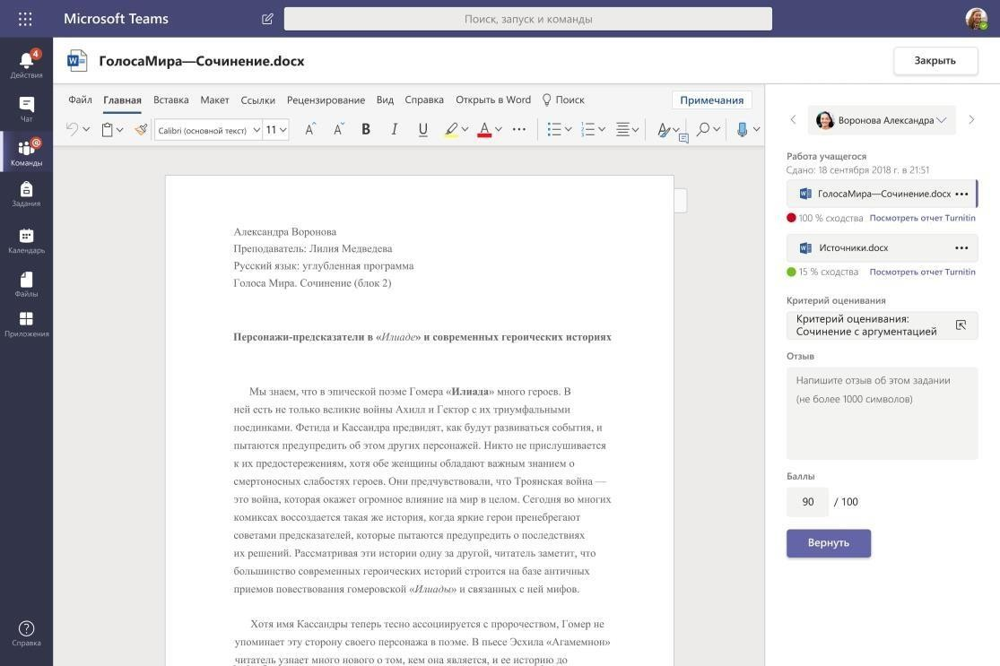 Microsoft Teams
Поиск, запуск и команды
4
Действия
Чат
@
Команды
Задания
Календарь
Файлы
Приложения
?
Справка
W ГолосаМира—Сочинение.docx
Закрыть
Файл Главная Вставка Макет Ссылки Рецензирование Вид Справка Открыть в Word Поиск Примечания
Calibri (основной текст) 11 A A B I U A ••• A
Александра Воронова
Преподаватель: Лилия Медведева
Русский язык: углубленная программа
Голоса Мира. Сочинение (блок 2)
Персонажи-предсказатели в «Илиаде» и современных героических историях
Мы знаем, что в эпической поэме Гомера «Илиада» много героев. В
ней есть не только великие войны Ахилл и Гектор с их триумфальными
поединками. Фетида и Кассандра предвидят, как будут развиваться события, и
пытаются предупредить об этом других персонажей. Никто не прислушивается
к их предостережениям, хотя обе женщины обладают важным знанием о
смертоносных слабостях героев. Они предчувствовали, что Троянская война —
это война, которая окажет огромное влияние на мир в целом. Сегодня во многих
комиксах воссоздается такая же история, когда яркие герои пренебрегают
советами предсказателей, которые пытаются предупредить о последствиях
их решений. Рассматривая эти истории одну за другой, читатель заметит, что
большинство современных героических историй строится на базе античных
приемов повествования гомеровской «Илиады» и связанных с ней мифов.
Хотя имя Кассандры теперь тесно ассоциируется с пророчеством, Гомер не
упоминает эту сторону своего персонажа в поэме. В пьесе Эсхила «Агамемнон»
читатель узнает много нового о том, кем она является, и ее историю до
Воронова Александра
Работа учащегося
Сдано: 18 сентября 2018 г. в 21:51
ГолосаМира—Сочинение.docx •••
100 % сходства Посмотреть отчет Turnitin
Источники.docx •••
15 % сходства Посмотреть отчет Turnitin
Критерий оценивания
Критерий оценивания:
Сочинение с аргументацией
Отзыв
Напишите отзыв об этом задании
(не более 1000 символов)
Баллы
90 / 100
Вернуть